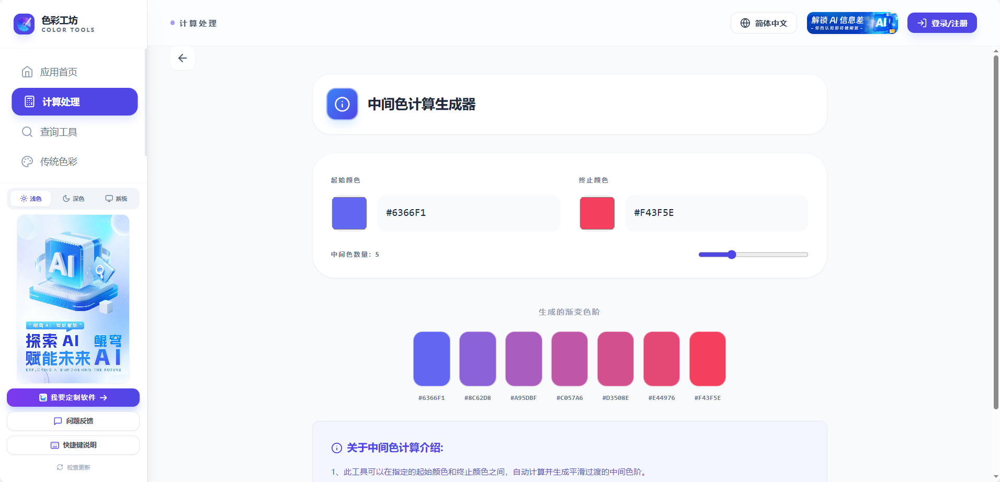 色彩工坊
COLOR TOOLS
计算处理
简体中文
解锁 AI 信息差
- 你的认知即将被刷新 -
AI
登录/注册
应用首页
计算处理
查询工具
传统色彩
浅色
深色
系统
AI
"鲲穹 AI 智能赋新"
探索 AI 鲲穹
赋能未来 AI
EXPLORING AI EMPOWERING THE FUTURE
我要定制软件
问题反馈
快捷键说明
检查更新
中间色计算生成器
起始颜色
终止颜色
#6366F1
#F43F5E
中间色数量: 5
生成的渐变色阶
#6366F1
#8C62D8
#A95DBF
#C057A6
#D3508E
#E44976
#F43F5E
关于中间色计算介绍:
1、此工具可以在指定的起始颜色和终止颜色之间，自动计算并生成平滑过渡的中间色阶。